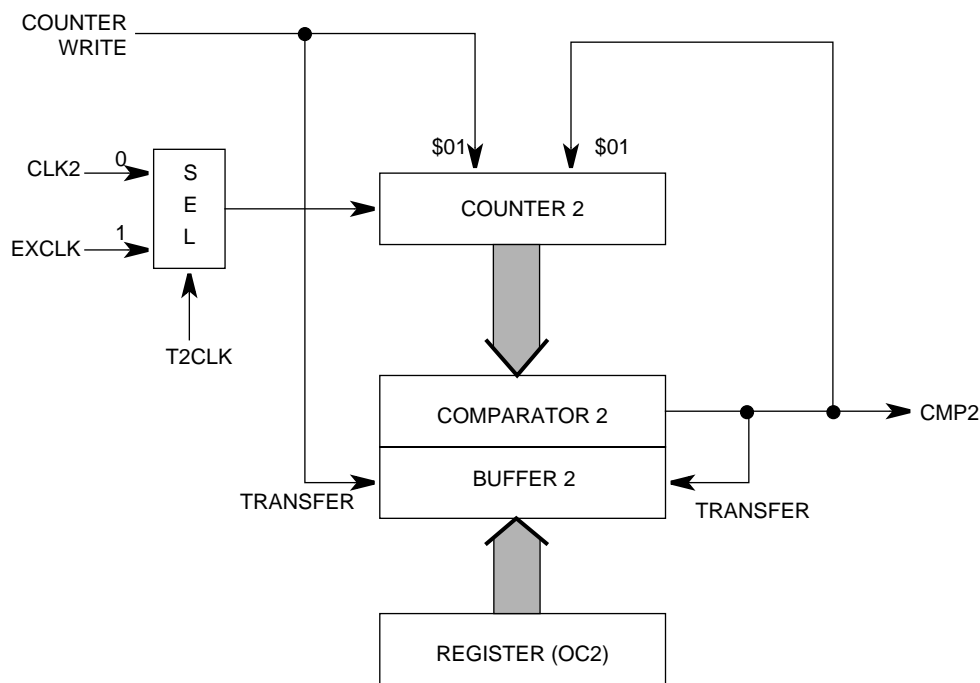 COUNTER
WRITE
$01
$01
CLK2
0
S
E
L
COUNTER 2
EXCLK
1
T2CLK
COMPARATOR 2
CMP2
BUFFER 2
TRANSFER
TRANSFER
REGISTER (OC2)